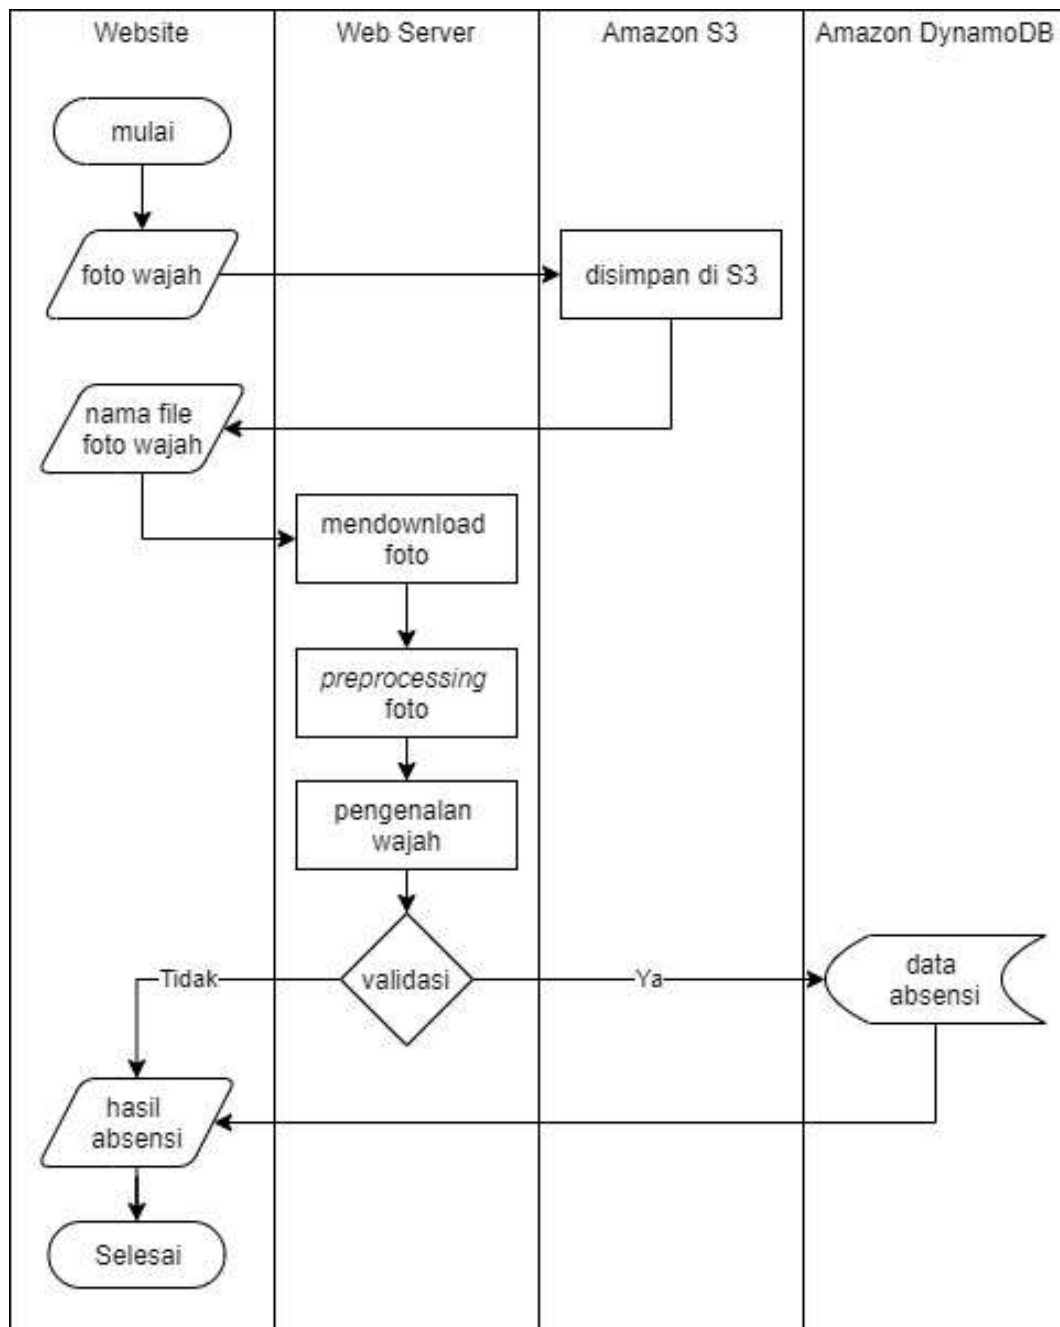 Website
Web Server
Amazon S3
Amazon DynamoDB
mulai
foto wajah
disimpan di S3
nama file
foto wajah
mendownload
foto
preprocessing
foto
pengenalan
wajah
validasi
Tidak
Ya
data
absensi
hasil
absensi
Selesai